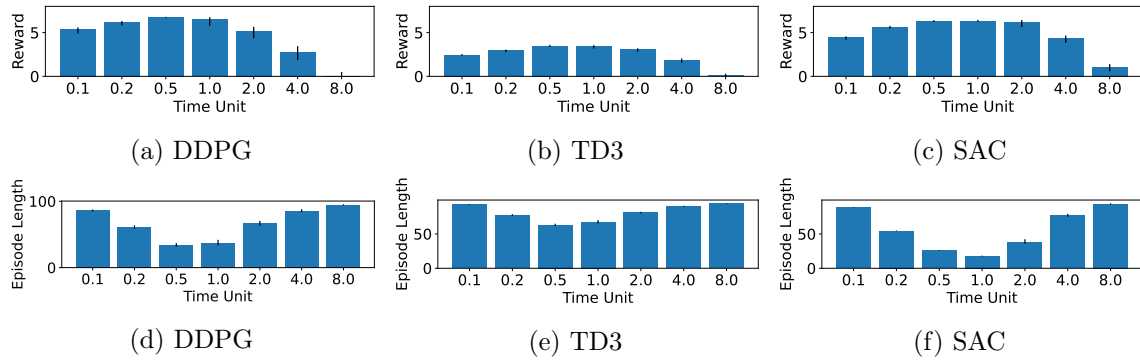 Reward
5
0
0.1 0.2 0.5 1.0 2.0 4.0 8.0
Time Unit
(a) DDPG
Reward
5
0
0.1 0.2 0.5 1.0 2.0 4.0 8.0
Time Unit
(b) TD3
Reward
5
0
0.1 0.2 0.5 1.0 2.0 4.0 8.0
Time Unit
(c) SAC
Episode Length
100
0
0.1 0.2 0.5 1.0 2.0 4.0 8.0
Time Unit
(d) DDPG
Episode Length
50
0
0.1 0.2 0.5 1.0 2.0 4.0 8.0
Time Unit
(e) TD3
Episode Length
50
0
0.1 0.2 0.5 1.0 2.0 4.0 8.0
Time Unit
(f) SAC